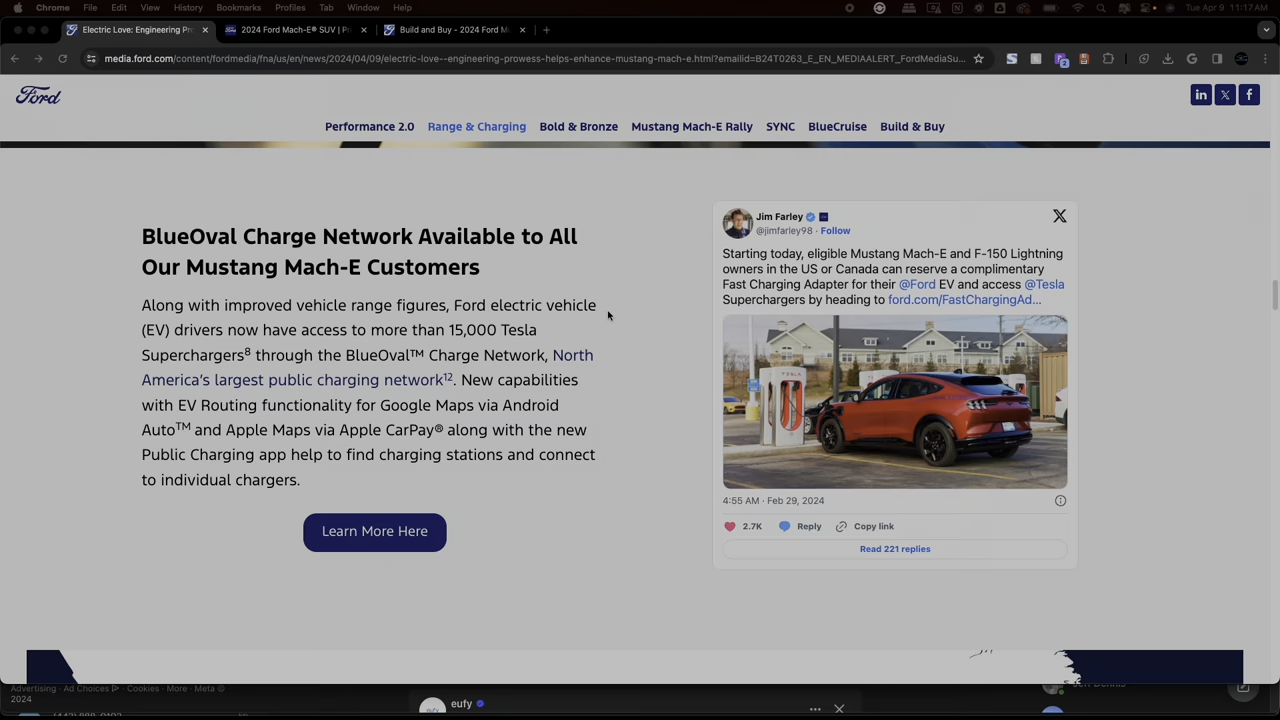 Chrome File Edit View History Bookmarks Profiles Tab Window Help Tue Apr 9 11:17 AM
Electric Love: Engineering Pr 2024 Ford Mach-E® SUV | P Build and Buy - 2024 Ford M
media.ford.com/content/fordmedia/fna/us/en/news/2024/04/09/electric-love--engineering-prowess-helps-enhance-mustang-mach-e.html?emailid=B24T0263_E_EN_MEDIAALERT_FordMediaSu...
Ford
Performance 2.0 Range & Charging Bold & Bronze Mustang Mach-E Rally SYNC BlueCruise Build & Buy
BlueOval Charge Network Available to All
Our Mustang Mach-E Customers
Along with improved vehicle range figures, Ford electric vehicle
(EV) drivers now have access to more than 15,000 Tesla
Superchargers⁸ through the BlueOval™ Charge Network, North
America's largest public charging network¹². New capabilities
with EV Routing functionality for Google Maps via Android
Auto™ and Apple Maps via Apple CarPay® along with the new
Public Charging app help to find charging stations and connect
to individual chargers.
Learn More Here
Jim Farley
@jimfarley98 · Follow
Starting today, eligible Mustang Mach-E and F-150 Lightning
owners in the US or Canada can reserve a complimentary
Fast Charging Adapter for their @Ford EV and access @Tesla
Superchargers by heading to ford.com/FastChargingAd...
TESLA
4:55 AM · Feb 29, 2024
2.7K Reply Copy link
Read 221 replies
Advertising · Ad Choices · Cookies · More · Meta ©
2024
eufy